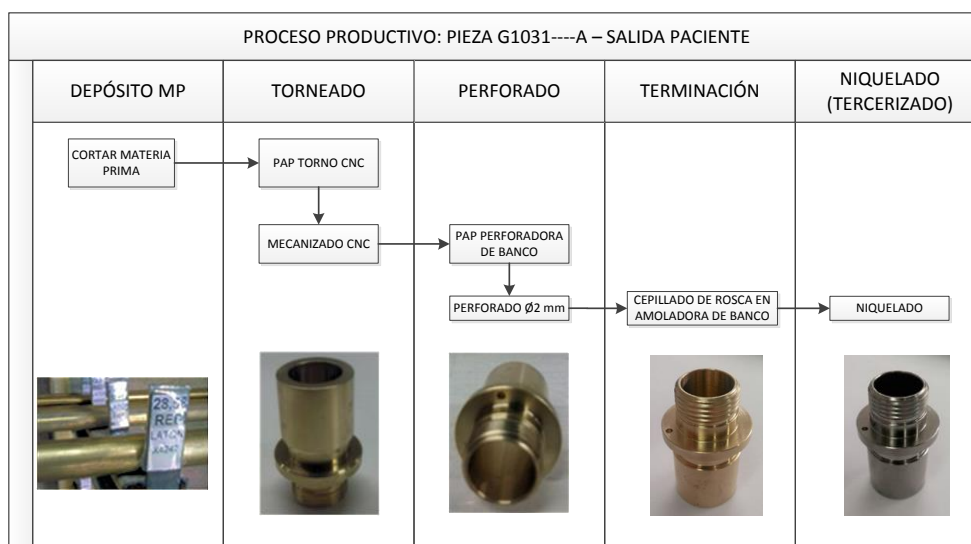 PROCESO PRODUCTIVO: PIEZA G1031----A – SALIDA PACIENTE
DEPÓSITO MP
TORNEADO
PERFORADO
TERMINACIÓN
NIQUELADO
(TERCERIZADO)
CORTAR MATERIA
PRIMA
PAP TORNO CNC
MECANIZADO CNC
PAP PERFORADORA
DE BANCO
PERFORADO Ø2 mm
CEPILLADO DE ROSCA EN
AMOLADORA DE BANCO
NIQUELADO